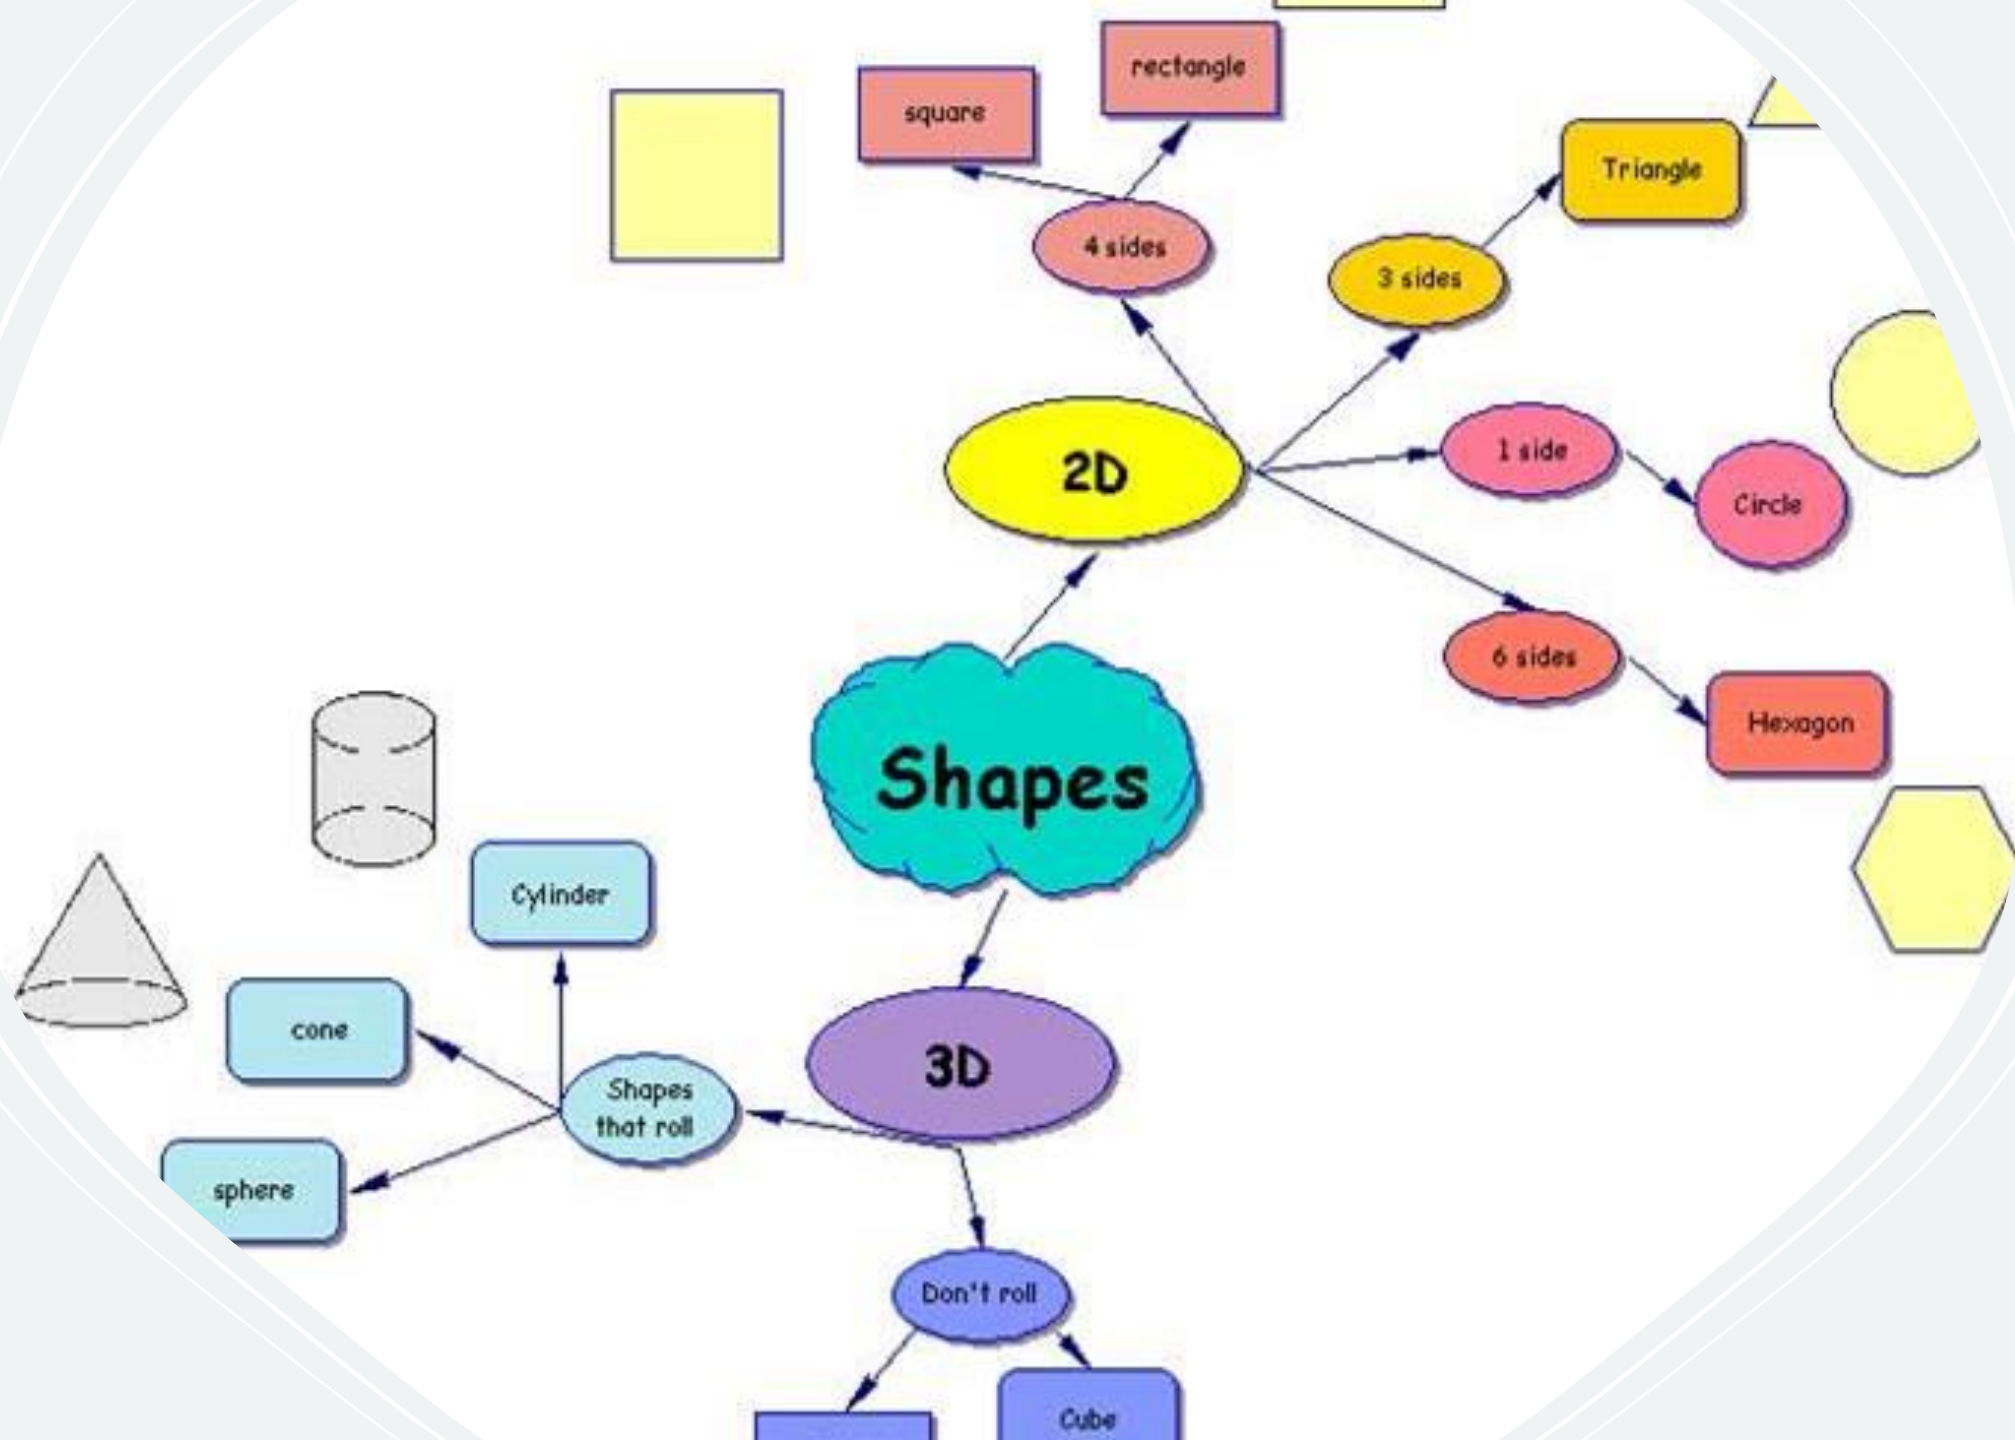 rectangle
square
Triangle
4 sides
3 sides
1 side
2D
Circle
6 sides
Hexagon
Shapes
Cylinder
cone
3D
Shapes
that roll
sphere
Don't roll
Cube